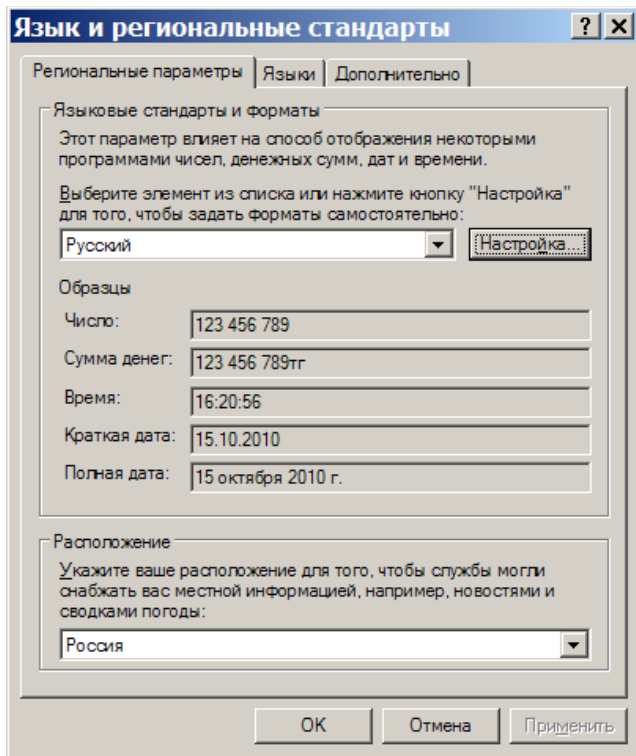 Язык и региональные стандарты
Региональные параметры Языки Дополнительно
Языковые стандарты и форматы
Этот параметр влияет на способ отображения некоторыми
программами чисел, денежных сумм, дат и времени.
Выберите элемент из списка или нажмите кнопку "Настройка"
для того, чтобы задать форматы самостоятельно:
Русский Настройка...
Образцы
Число: 123 456 789
Сумма денег: 123 456 789тг
Время: 16:20:56
Краткая дата: 15.10.2010
Полная дата: 15 октября 2010 г.
Расположение
Укажите ваше расположение для того, чтобы службы могли
снабжать вас местной информацией, например, новостями и
сводками погоды:
Россия
OK Отмена Применить